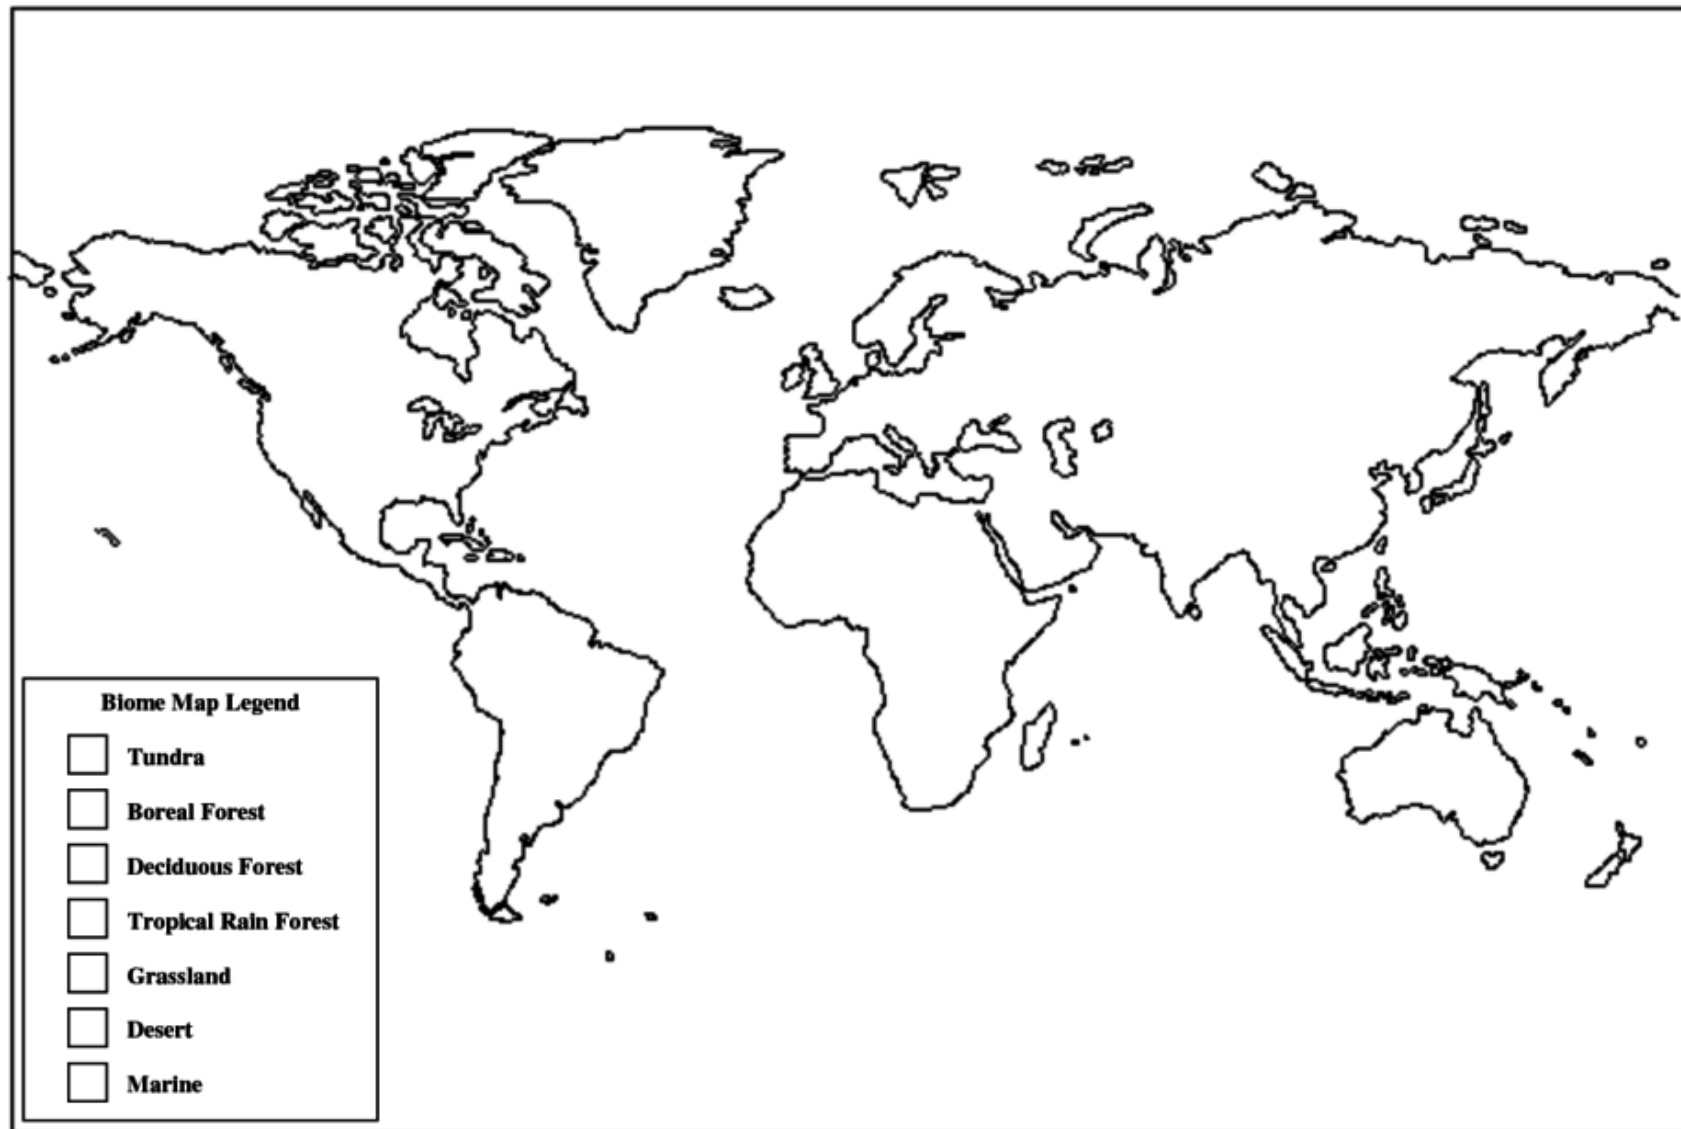 Biome Map Legend
Tundra
Boreal Forest
Deciduous Forest
Tropical Rain Forest
Grassland
Desert
Marine